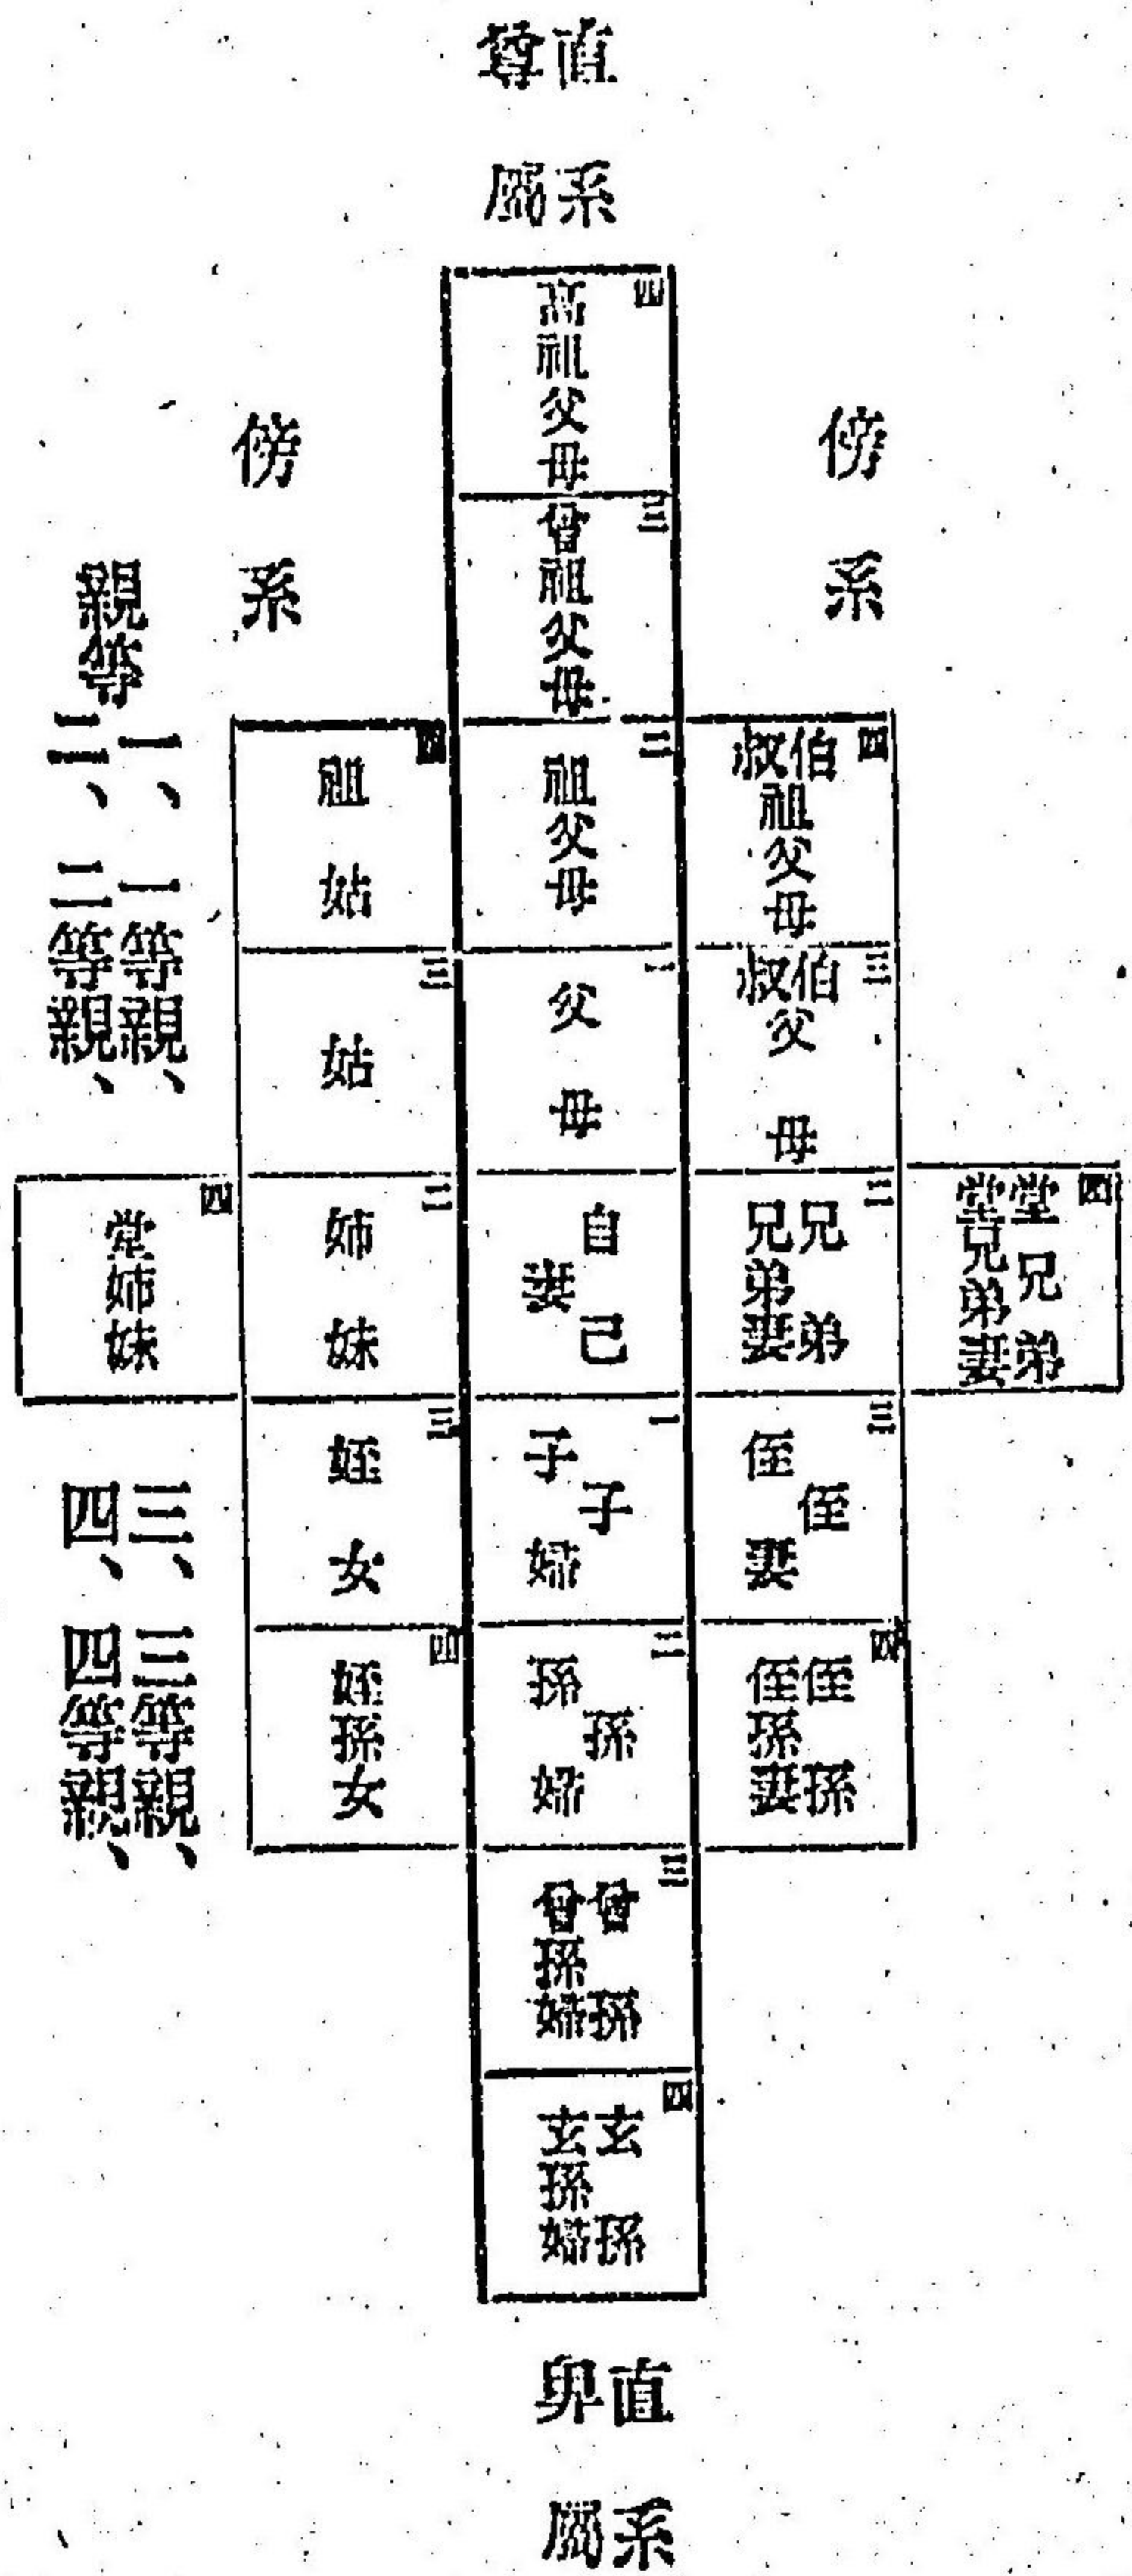 直系
尊屬
傍系
傍系
四
高祖父母
三
曾祖父母
四
伯叔祖父母
二
祖父母
四
祖姑
三
伯叔父母
一
父母
三
姑
四
堂兄弟
堂兄弟妻
二
兄弟
兄弟妻
自己
妻
二
姉妹
四
堂姉妹
三
侄
侄妻
一
子
子婦
三
姪女
四
侄孫
侄孫妻
二
孫
孫婦
四
姪孫女
三
曾孫
曾孫婦
四
玄孫
玄孫婦
直系
卑屬
親等
一、一等親、
二、二等親、
三、三等親、
四、四等親、